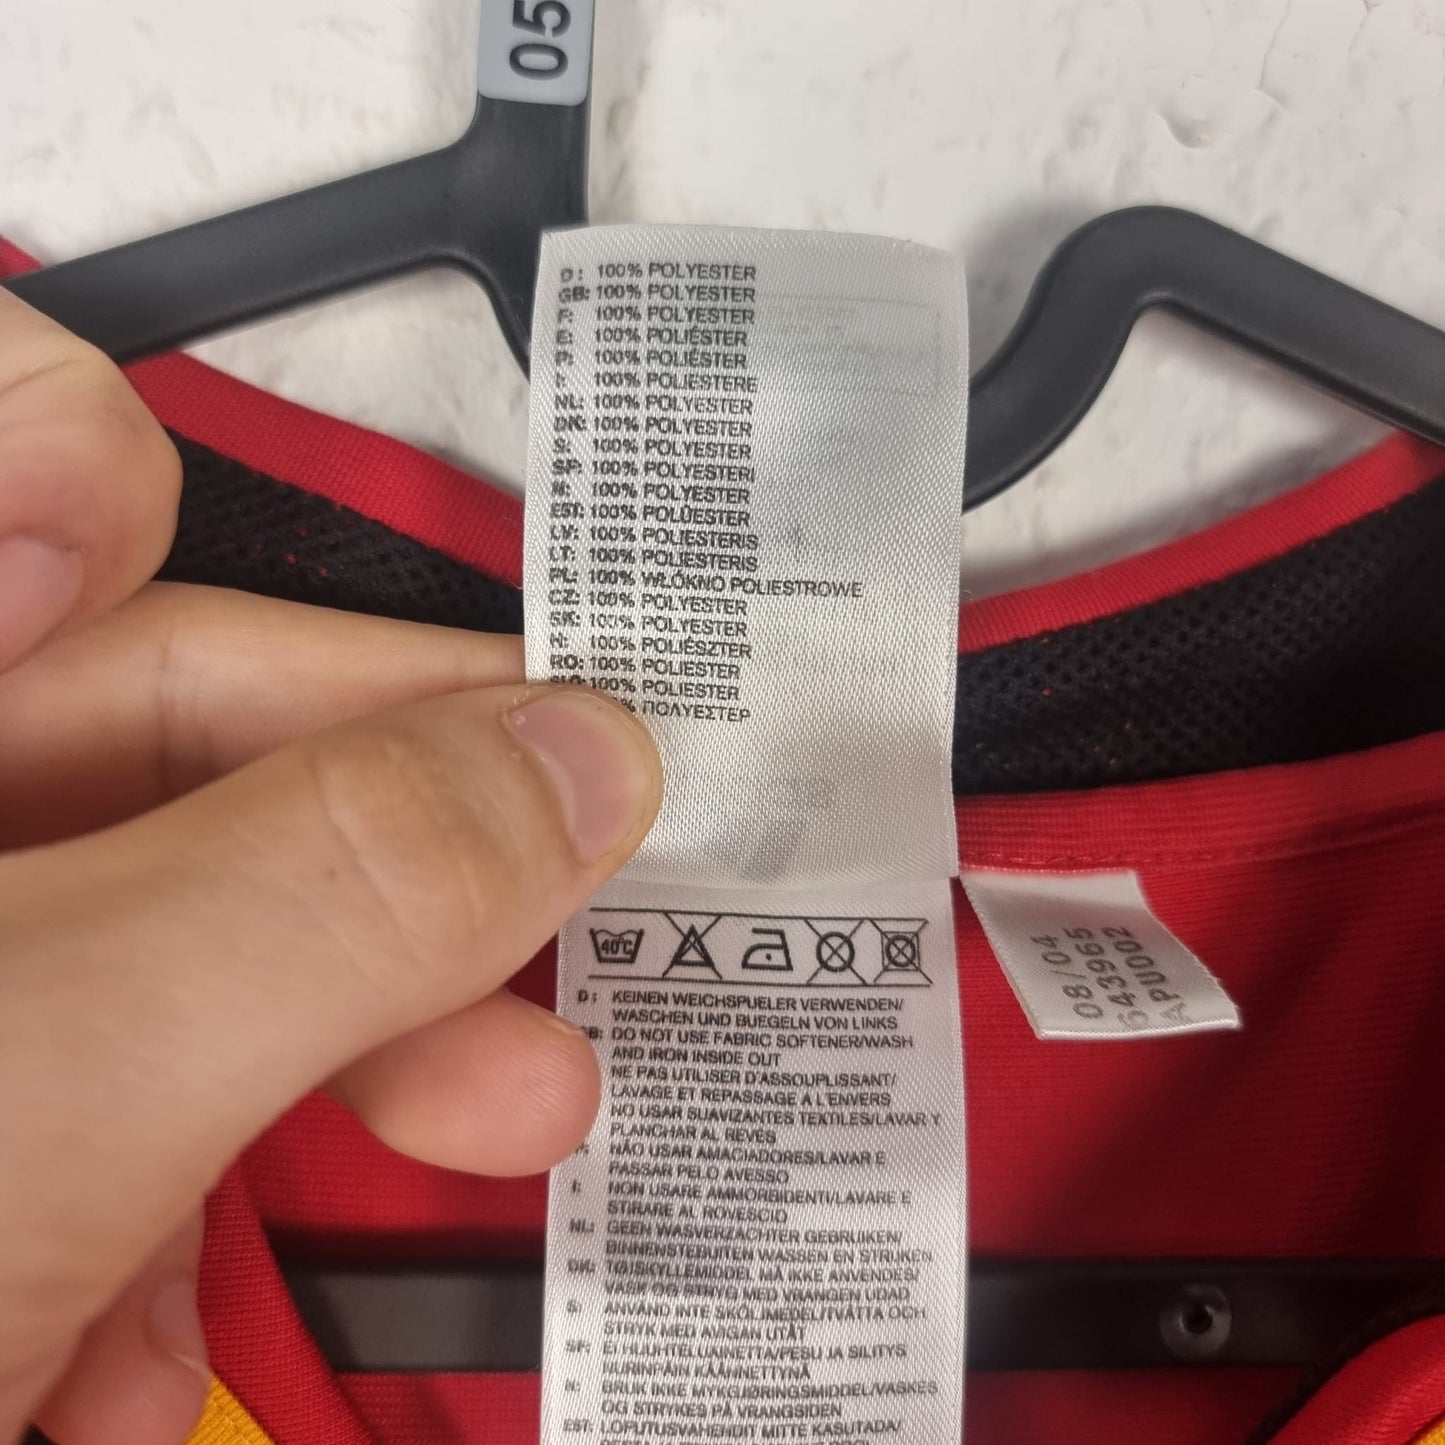 05
D: 100% POLYESTER
GB: 100% POLYESTER
F: 100% POLYESTER
E: 100% POLIÉSTER
P: 100% POLIÉSTER
I: 100% POLIESTERE
NL: 100% POLYESTER
DK: 100% POLYESTER
S: 100% POLYESTER
SF: 100% POLYESTERI
N: 100% POLYESTER
EST: 100% POLÜESTER
LV: 100% POLIESTERIS
LT: 100% POLIESTERIS
PL: 100% WŁÓKNO POLIESTROWE
CZ: 100% POLYESTER
SK: 100% POLYESTER
H: 100% POLIÉSZTER
RO: 100% POLIESTER
SLO: 100% POLIESTER
% ΠΟΛΥΕΣΤΕΡ
40°C
D: KEINEN WEICHSPUELER VERWENDEN/
WASCHEN UND BUEGELN VON LINKS
GB: DO NOT USE FABRIC SOFTENER/WASH
AND IRON INSIDE OUT
NE PAS UTILISER D'ASSOUPLISSANT/
LAVAGE ET REPASSAGE A L'ENVERS
NO USAR SUAVIZANTES TEXTILES/LAVAR Y
PLANCHAR AL REVES
P: NÃO USAR AMACIADORES/LAVAR E
PASSAR PELO AVESSO
I: NON USARE AMMORBIDENTI/LAVARE E
STIRARE AL ROVESCIO
NL: GEEN WASVERZACHTER GEBRUIKEN/
BINNENSTEBUITEN WASSEN EN STRIJKEN
DK: TØJSKYLLEMIDDEL MÅ IKKE ANVENDES/
VASK OG STRYG MED VRANGEN UDAD
S: ANVÄND INTE SKÖLJMEDEL/TVÄTTA OCH
STRYK MED AVIGAN UTÅT
SF: EI HUUHTELUAINETTA/PESU JA SILITYS
NURINPÄIN KÄÄNNETTYNÄ
N: BRUK IKKE MYKGJØRINGSMIDDEL/VASKES
OG STRYKES PÅ VRANGSIDEN
EST: LOPUTUSVAHENDIT MITTE KASUTADA/
08/04
643965
APU002